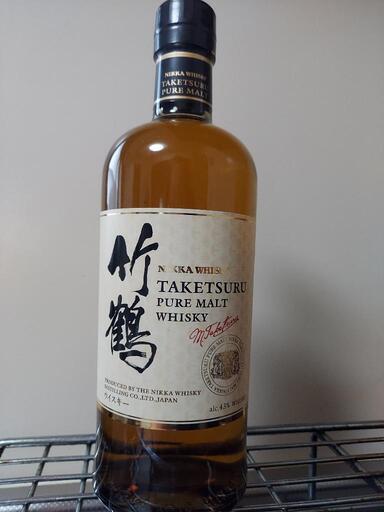 NIKKA WHISKY
TAKETSURU
PURE MALT
竹鶴
NIKKA WHISKY
TAKETSURU
PURE MALT
WHISKY
M.Taketsuru
PRODUCED BY THE NIKKA WHISKY
DISTILLING CO.,LTD.,JAPAN
ウイスキー
alc.43%